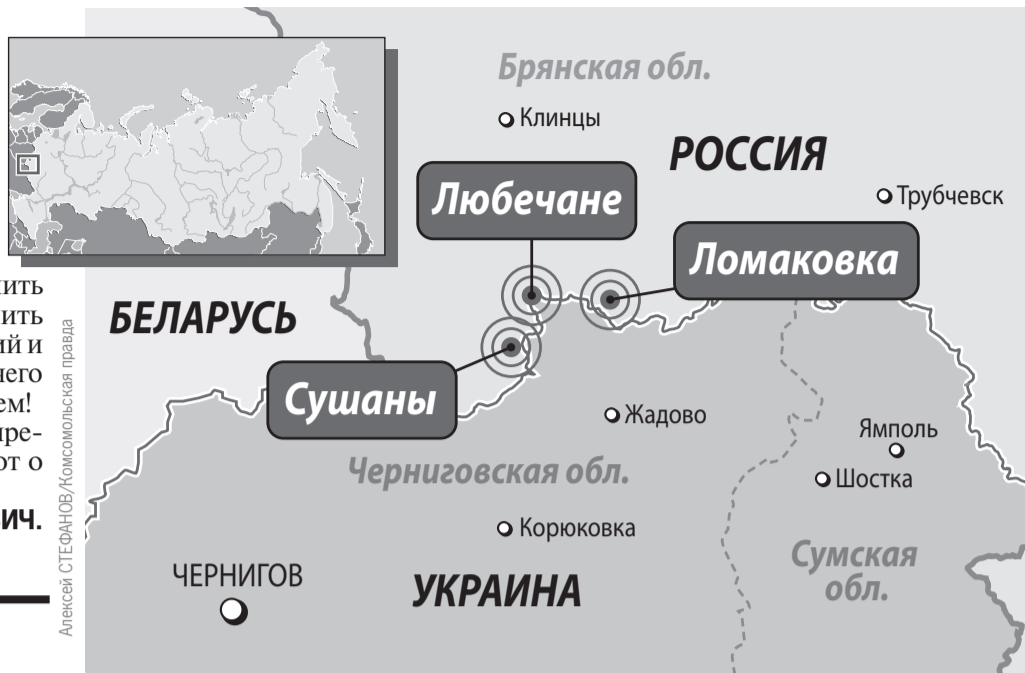 Брянская обл.
Клинцы
РОССИЯ
Любечане
Трубчевск
Ломаковка
БЕЛАРУСЬ
Сушаны
Жадово
Ямполь
Черниговская обл.
Шостка
Корюковка
Сумская
обл.
ЧЕРНИГОВ
УКРАИНА
Алексей СТЕФАНОВ/Комсомольская правда